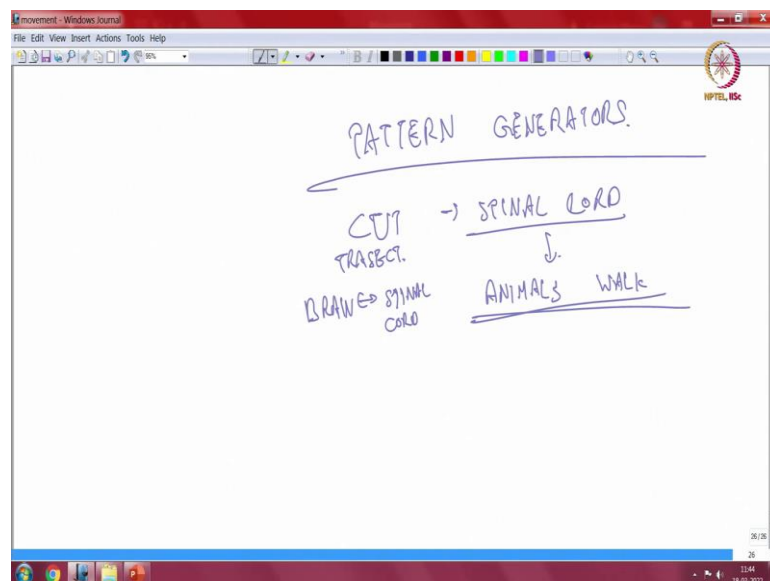 movement - Windows Journal
File Edit View Insert Actions Tools Help
96%
NPTEL, IISc
PATTERN GENERATORS.
CUT → SPINAL CORD
TRASECT. ↓
BRAIN ↔ SPINAL CORD
ANIMALS WALK
26/26
26
11:44